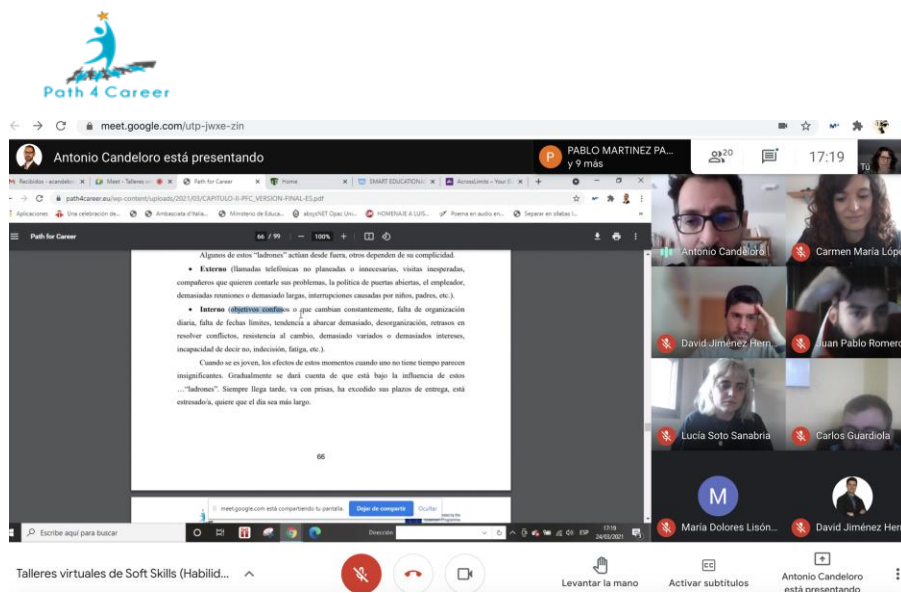 Path 4 Career
meet.google.com/utp-jwxe-zin
Antonio Candeloro está presentando
P
PABLO MARTINEZ PA...
y 9 más
20
17:19
Tú
Path for Career
Home
path4career.eu/wp-content/uploads/2021/03/CAPITULO-II-PFC_VERSION-FINAL-ES.pdf
Aplicaciones
Path for Career
66 / 99
100%
Algunos de estos "ladrones" actúan desde fuera, otros dependen de su complicidad.
• Externo (llamadas telefónicas no planeadas o innecesarias, visitas inesperadas,
compañeros que quieren contarle sus problemas, la política de puertas abiertas, el empleador,
demasiadas reuniones o demasiado largas, interrupciones causadas por niños, padres, etc.).
• Interno (objetivos confusos o que cambian constantemente, falta de organización
diaria, falta de fechas límites, tendencia a abarcar demasiado, desorganización, retrasos en
resolver conflictos, resistencia al cambio, demasiado variados o demasiados intereses,
incapacidad de decir no, indecisión, fatiga, etc.).
Cuando se es joven, los efectos de estos momentos cuando uno no tiene tiempo parecen
insignificantes. Gradualmente se dará cuenta de que está bajo la influencia de estos
…"ladrones". Siempre llega tarde, va con prisas, ha excedido sus plazos de entrega, está
estresado/a, quiere que el día sea más largo.
66
meet.google.com está compartiendo tu pantalla.
Dejar de compartir
Ocultar
Escribe aquí para buscar
Dirección
ESP
17:19
24/05/2021
Antonio Candeloro
Carmen María Lópe
David Jiménez Hern...
Juan Pablo Romero
Lucía Soto Sanabria
Carlos Guardiola
M
María Dolores Lisón...
David Jiménez Her
Talleres virtuales de Soft Skills (Habilid...
Levantar la mano
Activar subtítulos
Antonio Candeloro
está presentando